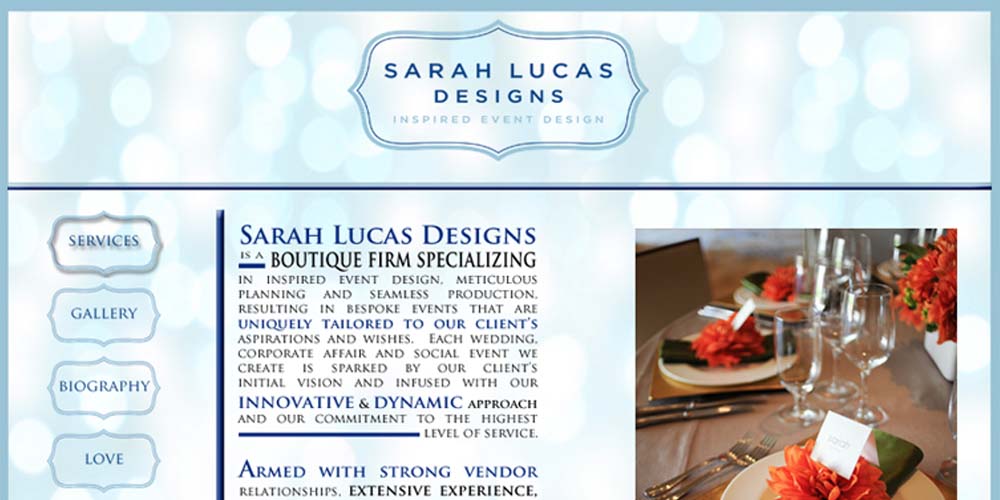 SARAH LUCAS
DESIGNS
INSPIRED EVENT DESIGN
SERVICES
GALLERY
BIOGRAPHY
LOVE
SARAH LUCAS DESIGNS
IS A BOUTIQUE FIRM SPECIALIZING
IN INSPIRED EVENT DESIGN, METICULOUS
PLANNING AND SEAMLESS PRODUCTION,
RESULTING IN BESPOKE EVENTS THAT ARE
UNIQUELY TAILORED TO OUR CLIENT'S
ASPIRATIONS AND WISHES. EACH WEDDING,
CORPORATE AFFAIR AND SOCIAL EVENT WE
CREATE IS SPARKED BY OUR CLIENT'S
INITIAL VISION AND INFUSED WITH OUR
INNOVATIVE & DYNAMIC APPROACH
AND OUR COMMITMENT TO THE HIGHEST
LEVEL OF SERVICE.
ARMED WITH STRONG VENDOR
RELATIONSHIPS, EXTENSIVE EXPERIENCE,
sarah